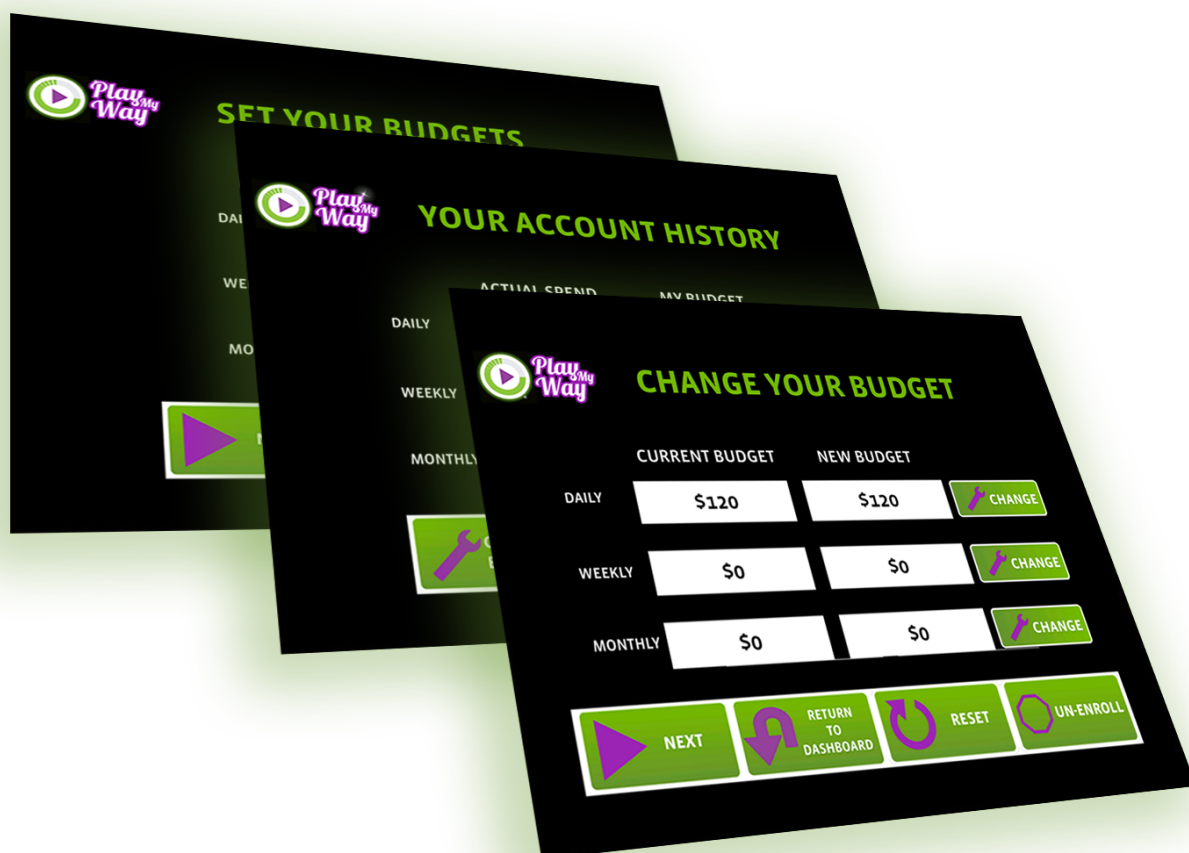 Play My Way
SET YOUR BUDGETS
Play My Way
YOUR ACCOUNT HISTORY
ACTUAL SPEND MY BUDGET
DAILY
WEEKLY
MONTHLY
Play My Way
CHANGE YOUR BUDGET
CURRENT BUDGET NEW BUDGET
DAILY $120 $120 CHANGE
WEEKLY $0 $0 CHANGE
MONTHLY $0 $0 CHANGE
NEXT
RETURN
TO
DASHBOARD
RESET
UN-ENROLL